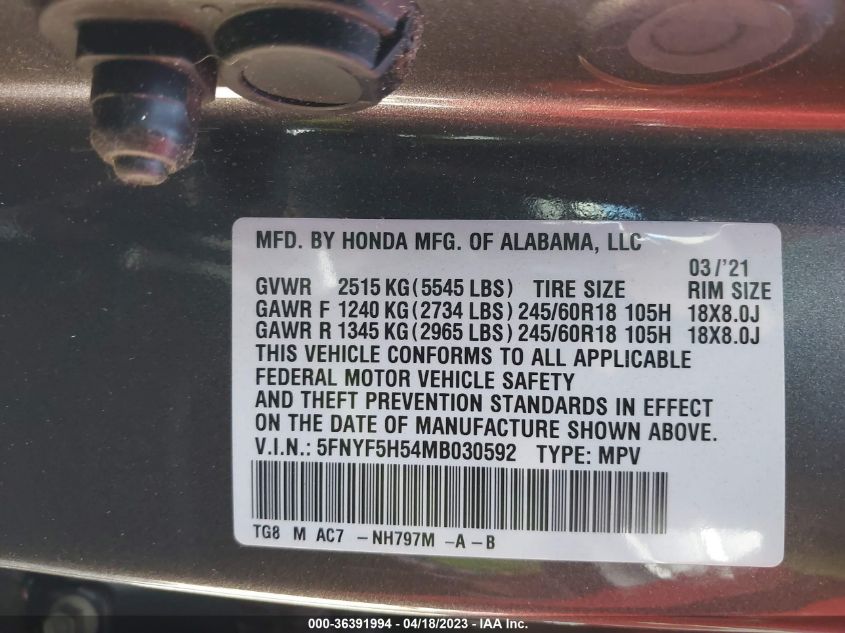 MFD. BY HONDA MFG. OF ALABAMA, LLC
03/'21
GVWR 2515 KG (5545 LBS) TIRE SIZE RIM SIZE
GAWR F 1240 KG (2734 LBS) 245/60R18 105H 18X8.0J
GAWR R 1345 KG (2965 LBS) 245/60R18 105H 18X8.0J
THIS VEHICLE CONFORMS TO ALL APPLICABLE
FEDERAL MOTOR VEHICLE SAFETY
AND THEFT PREVENTION STANDARDS IN EFFECT
ON THE DATE OF MANUFACTURE SHOWN ABOVE.
V.I.N.: 5FNYF5H54MB030592 TYPE: MPV
TG8 M AC7 - NH797M -A - B
000-36391994 - 04/18/2023 - IAA Inc.